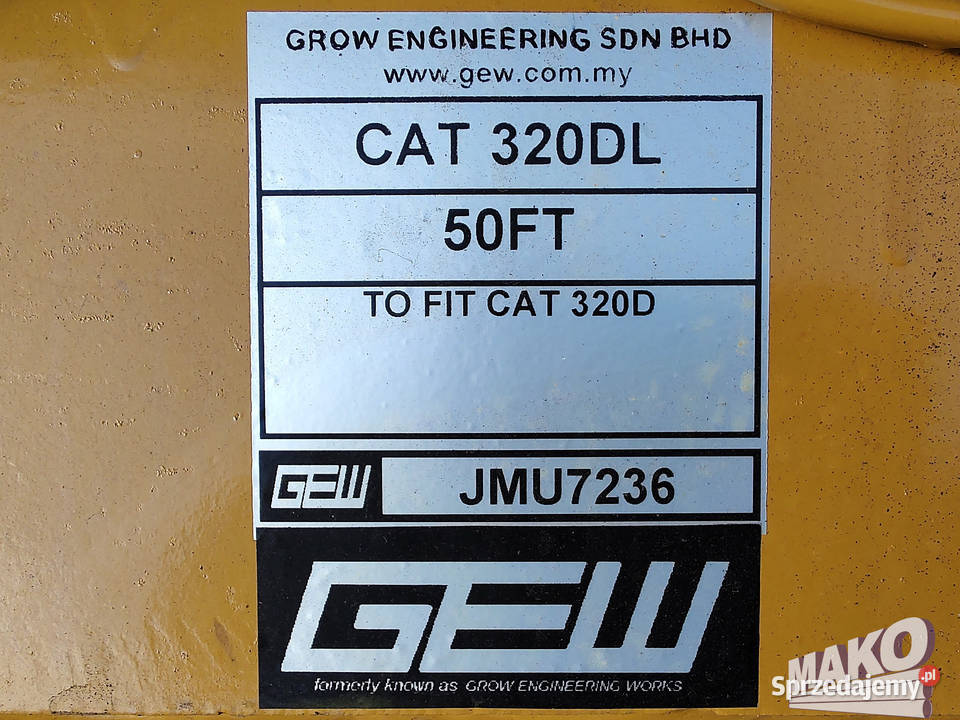 GROW ENGINEERING SDN BHD
www.gew.com.my
CAT 320DL
50FT
TO FIT CAT 320D
GEW JMU7236
GEW
formerly known as GROW ENGINEERING WORKS
MAKO
Sprzedajemy.pl